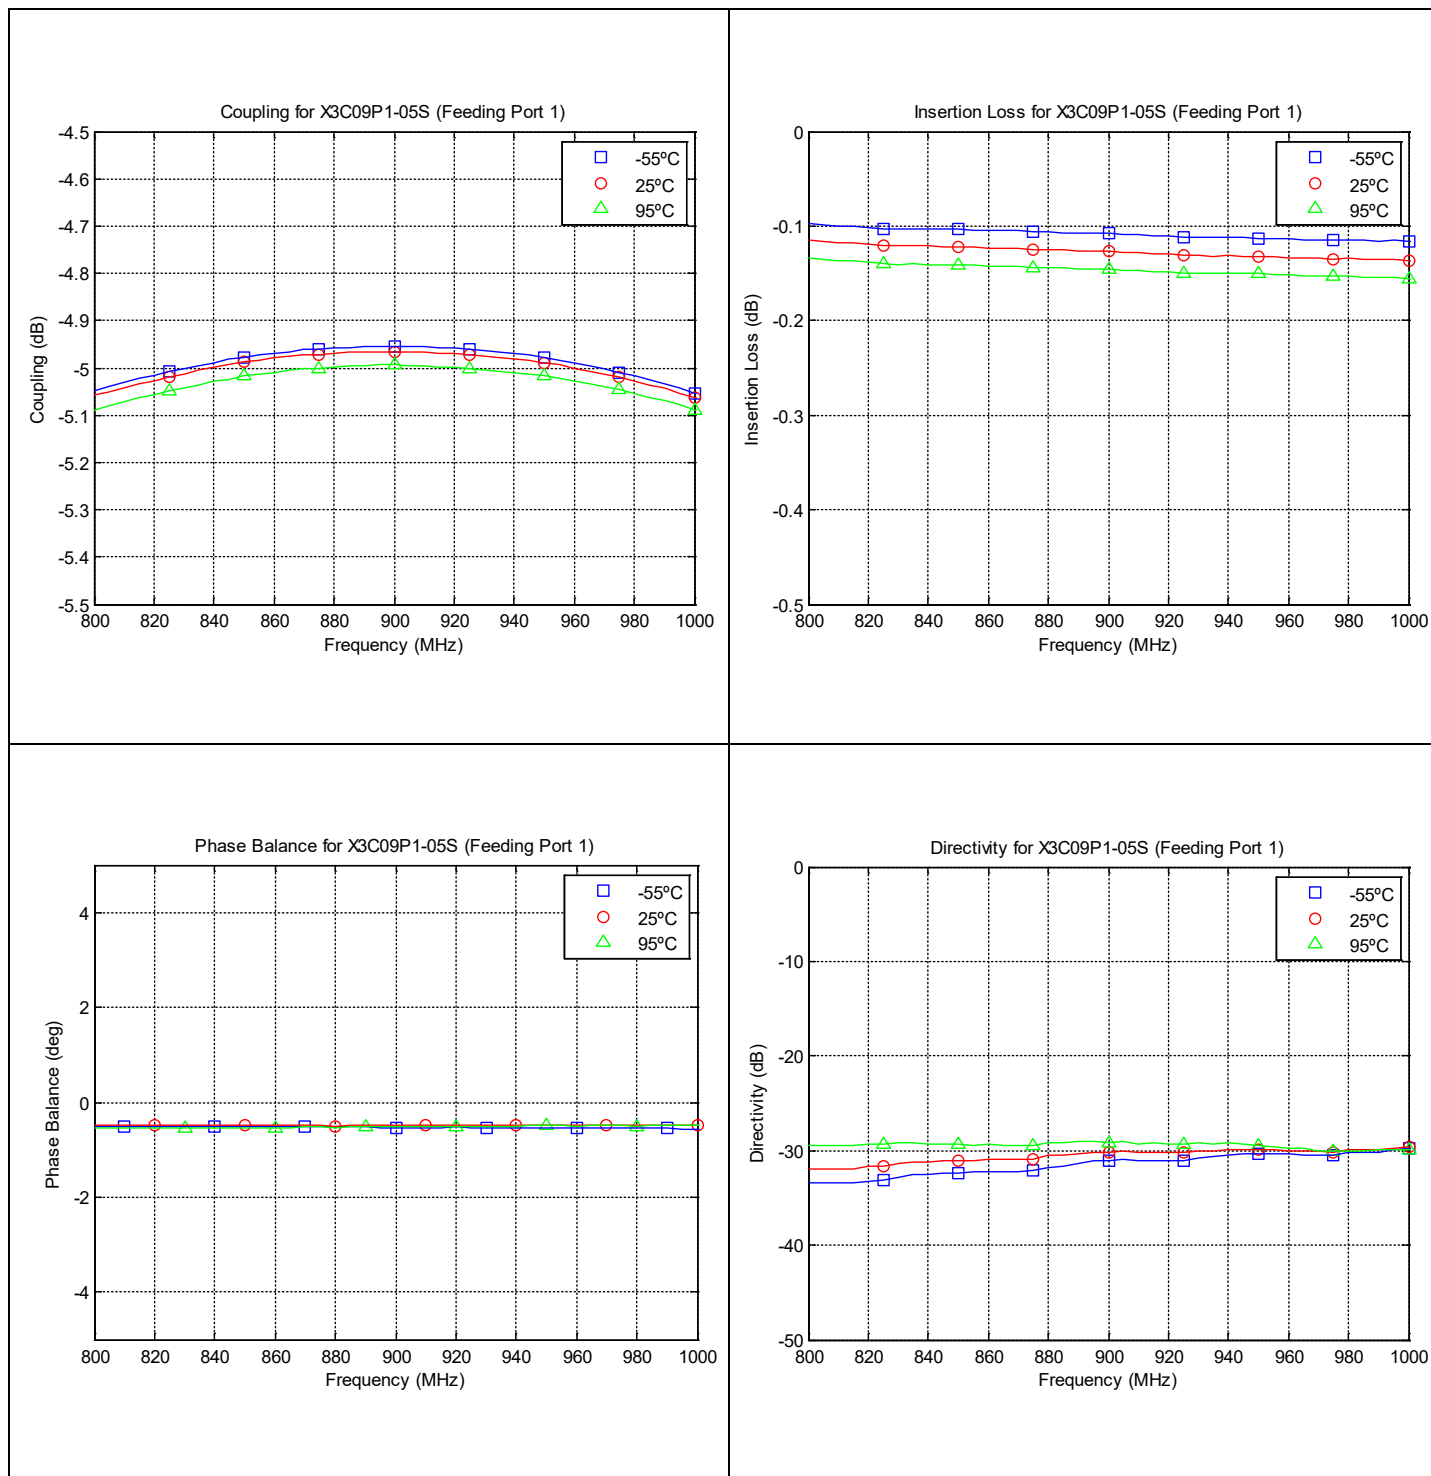 Coupling for X3C09P1-05S (Feeding Port 1)
-4.5
-4.6
-4.7
-4.8
-4.9
-5
-5.1
-5.2
-5.3
-5.4
-5.5
Coupling (dB)
-55ºC
25ºC
95ºC
800 820 840 860 880 900 920 940 960 980 1000
Frequency (MHz)
Insertion Loss for X3C09P1-05S (Feeding Port 1)
0
-0.1
-0.2
-0.3
-0.4
-0.5
Insertion Loss (dB)
-55ºC
25ºC
95ºC
800 820 840 860 880 900 920 940 960 980 1000
Frequency (MHz)
Phase Balance for X3C09P1-05S (Feeding Port 1)
4
2
0
-2
-4
Phase Balance (deg)
-55ºC
25ºC
95ºC
800 820 840 860 880 900 920 940 960 980 1000
Frequency (MHz)
Directivity for X3C09P1-05S (Feeding Port 1)
0
-10
-20
-30
-40
-50
Directivity (dB)
-55ºC
25ºC
95ºC
800 820 840 860 880 900 920 940 960 980 1000
Frequency (MHz)